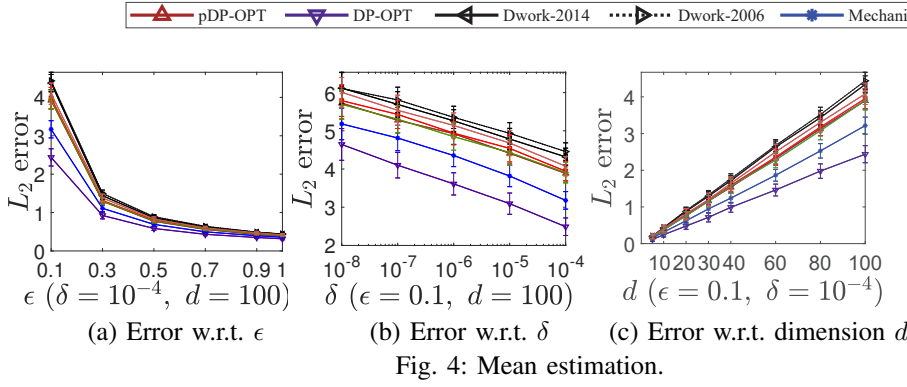 pDP-OPT DP-OPT Dwork-2014 Dwork-2006 Mechani
L₂ error
4
3
2
1
0
0.1 0.3 0.5 0.7 0.9 1
ϵ (δ = 10⁻⁴, d = 100)
(a) Error w.r.t. ϵ
L₂ error
6
5
4
3
2
10⁻⁸ 10⁻⁷ 10⁻⁶ 10⁻⁵ 10⁻⁴
δ (ϵ = 0.1, d = 100)
(b) Error w.r.t. δ
L₂ error
4
3
2
1
0
10 20 30 40 60 80 100
d (ϵ = 0.1, δ = 10⁻⁴)
(c) Error w.r.t. dimension d
Fig. 4: Mean estimation.